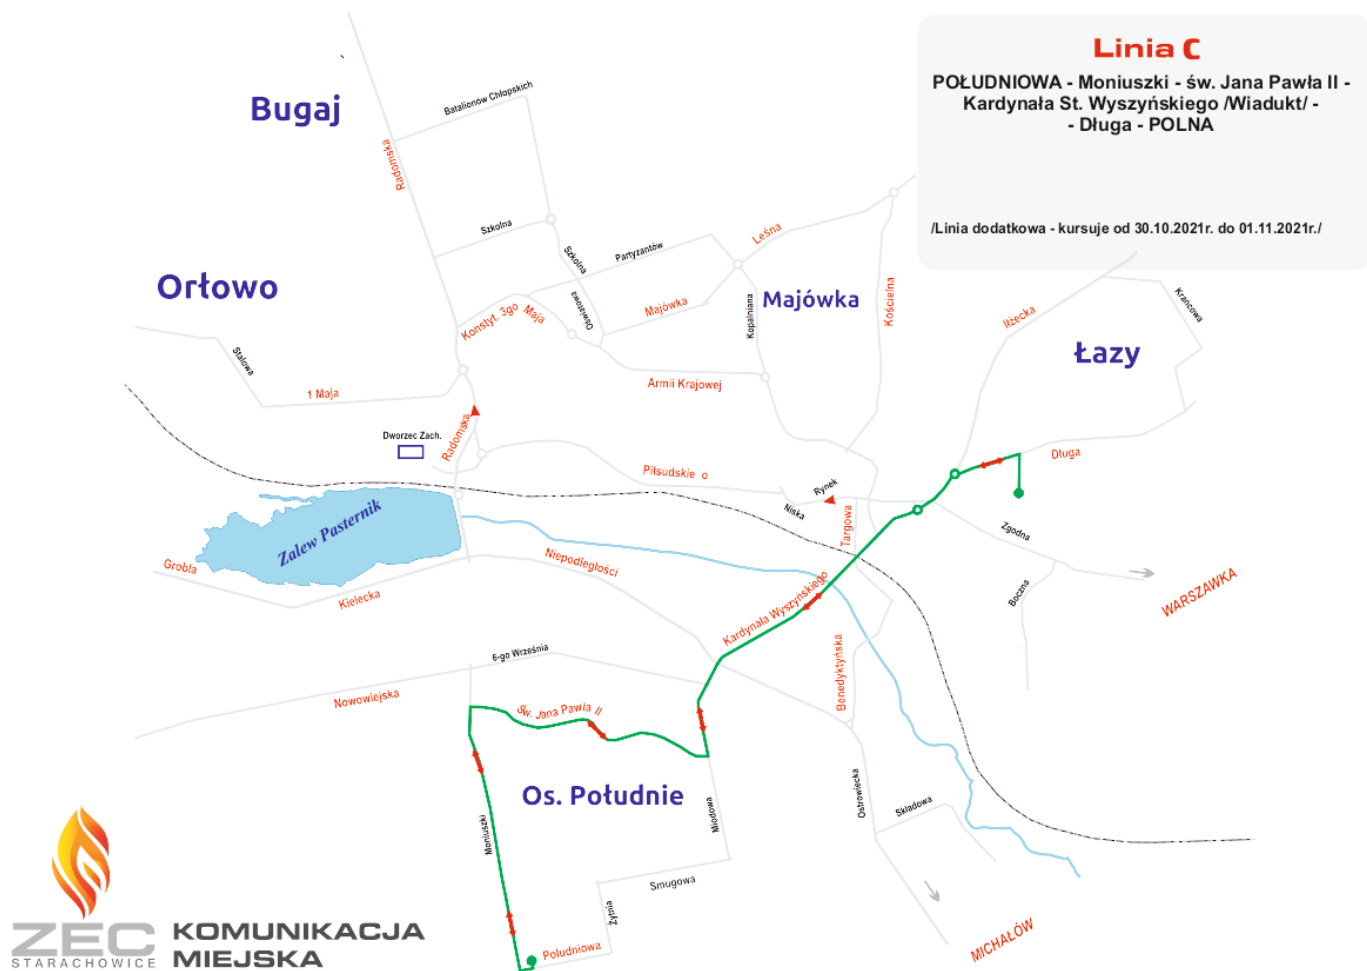 Linia C
POŁUDNIOWA - Moniuszki - św. Jana Pawła II -
Kardynała St. Wyszyńskiego /Wiadukt/ -
- Długa - POLNA
/Linia dodatkowa - kursuje od 30.10.2021r. do 01.11.2021r./
Bugaj
Batalionów Chłopskich
Radomska
Szkolna
Szkolna
Partyzantów
Leśna
Orłowo
Konstyt. 3go Maja
Oświatowa
Majówka
Kopalniana
Majówka
Kościelna
Iłżecka
Krańcowa
Łazy
Stalowa
1 Maja
Armii Krajowej
Dworzec Zach.
Radomska
Piłsudskie o
Rynek
Niska
Targowa
Długa
Zgodna
Zalew Pasternik
Grobla
Kielecka
Niepodległości
Kardynała Wyszyńskiego
Boczna
WARSZAWKA
6-go Września
Nowowiejska
Benedyktyńska
Św. Jana Pawła II
Os. Południe
Moniuszki
Miodowa
Ostrowiecka
Składowa
Smugowa
Żytnia
Południowa
MICHAŁÓW
ZEC
STARACHOWICE
KOMUNIKACJA
MIEJSKA